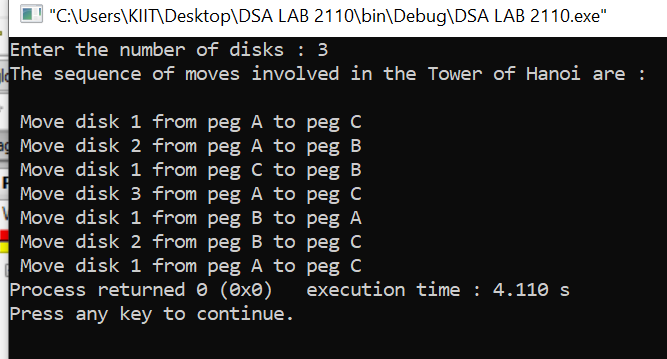 "C:\Users\KIIT\Desktop\DSA LAB 2110\bin\Debug\DSA LAB 2110.exe"
Enter the number of disks : 3
The sequence of moves involved in the Tower of Hanoi are :
Move disk 1 from peg A to peg C
Move disk 2 from peg A to peg B
Move disk 1 from peg C to peg B
Move disk 3 from peg A to peg C
Move disk 1 from peg B to peg A
Move disk 2 from peg B to peg C
Move disk 1 from peg A to peg C
Process returned 0 (0x0)   execution time : 4.110 s
Press any key to continue.